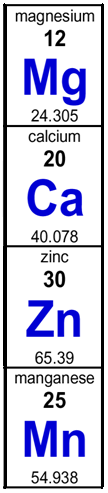 magnesium
12
Mg
24.305
calcium
20
Ca
40.078
zinc
30
Zn
65.39
manganese
25
Mn
54.938